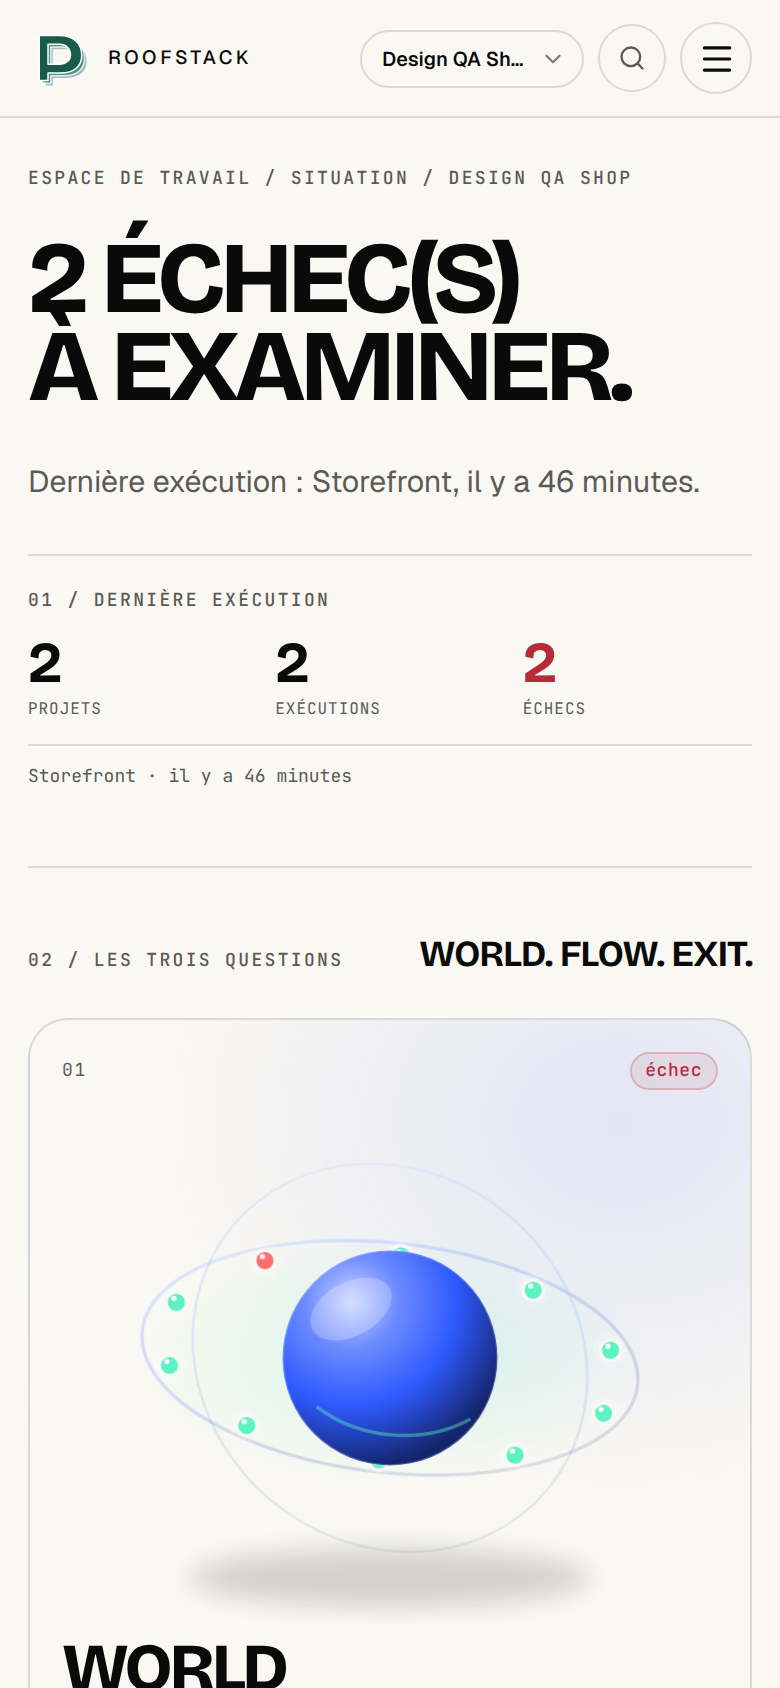 ROOFSTACK
Design QA Sh...
ESPACE DE TRAVAIL / SITUATION / DESIGN QA SHOP
2 ÉCHEC(S)
À EXAMINER.
Dernière exécution : Storefront, il y a 46 minutes.
01 / DERNIÈRE EXÉCUTION
2 2 2
PROJETS EXÉCUTIONS ÉCHECS
Storefront · il y a 46 minutes
02 / LES TROIS QUESTIONS WORLD. FLOW. EXIT.
01 échec
WORLD